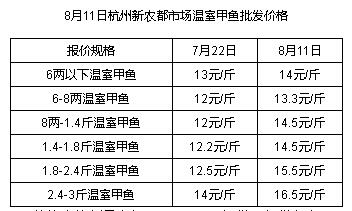 8月11日杭州新农都市场温室甲鱼批发价格
报价规格 7月22日 8月11日
6两以下温室甲鱼 13元/斤 14元/斤
6-8两温室甲鱼 12元/斤 13.3元/斤
8两-1.4斤温室甲鱼 12元/斤 14.5元/斤
1.4-1.8斤温室甲鱼 12.2元/斤 14.5元/斤
1.8-2.4斤温室甲鱼 12.5元/斤 15.5元/斤
2.4-3斤温室甲鱼 14元/斤 16.5元/斤